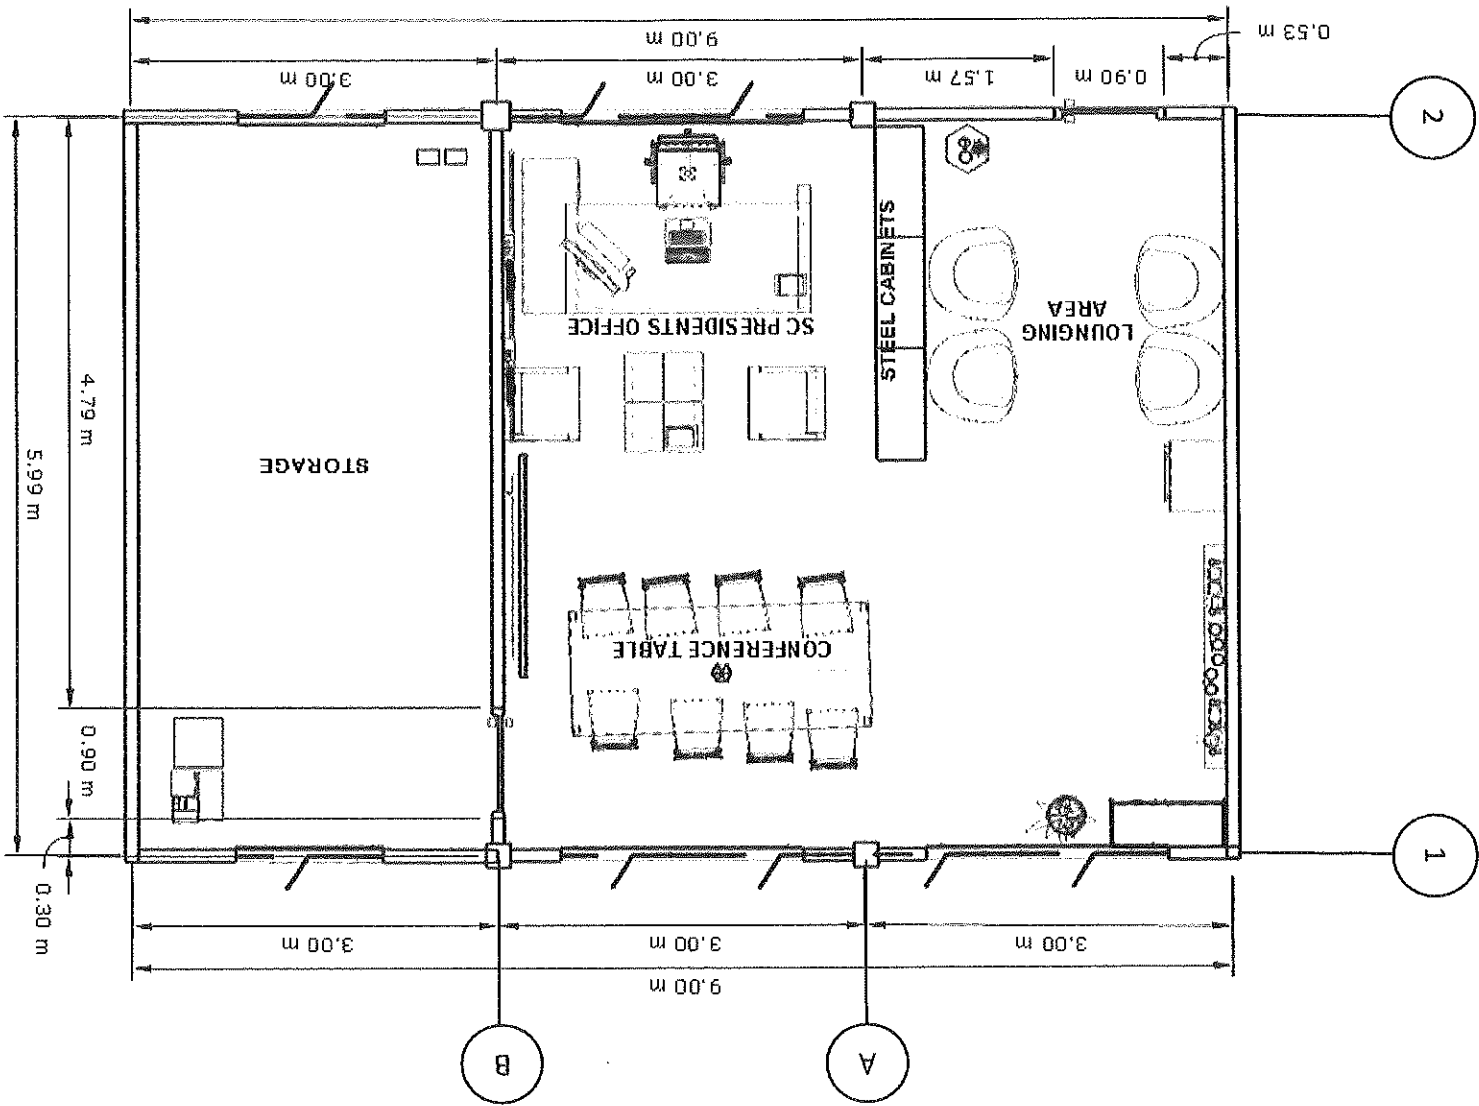 A
B
9.00 m
3.00 m
3.00 m
3.00 m
0.30 m
1
0.90 m
CONFERENCE TABLE
STORAGE
5.99 m
4.79 m
LOUNGING
AREA
STEEL CABINETS
SC PRESIDENTS OFFICE
2
0.53 m
0.90 m
1.57 m
3.00 m
3.00 m
9.00 m